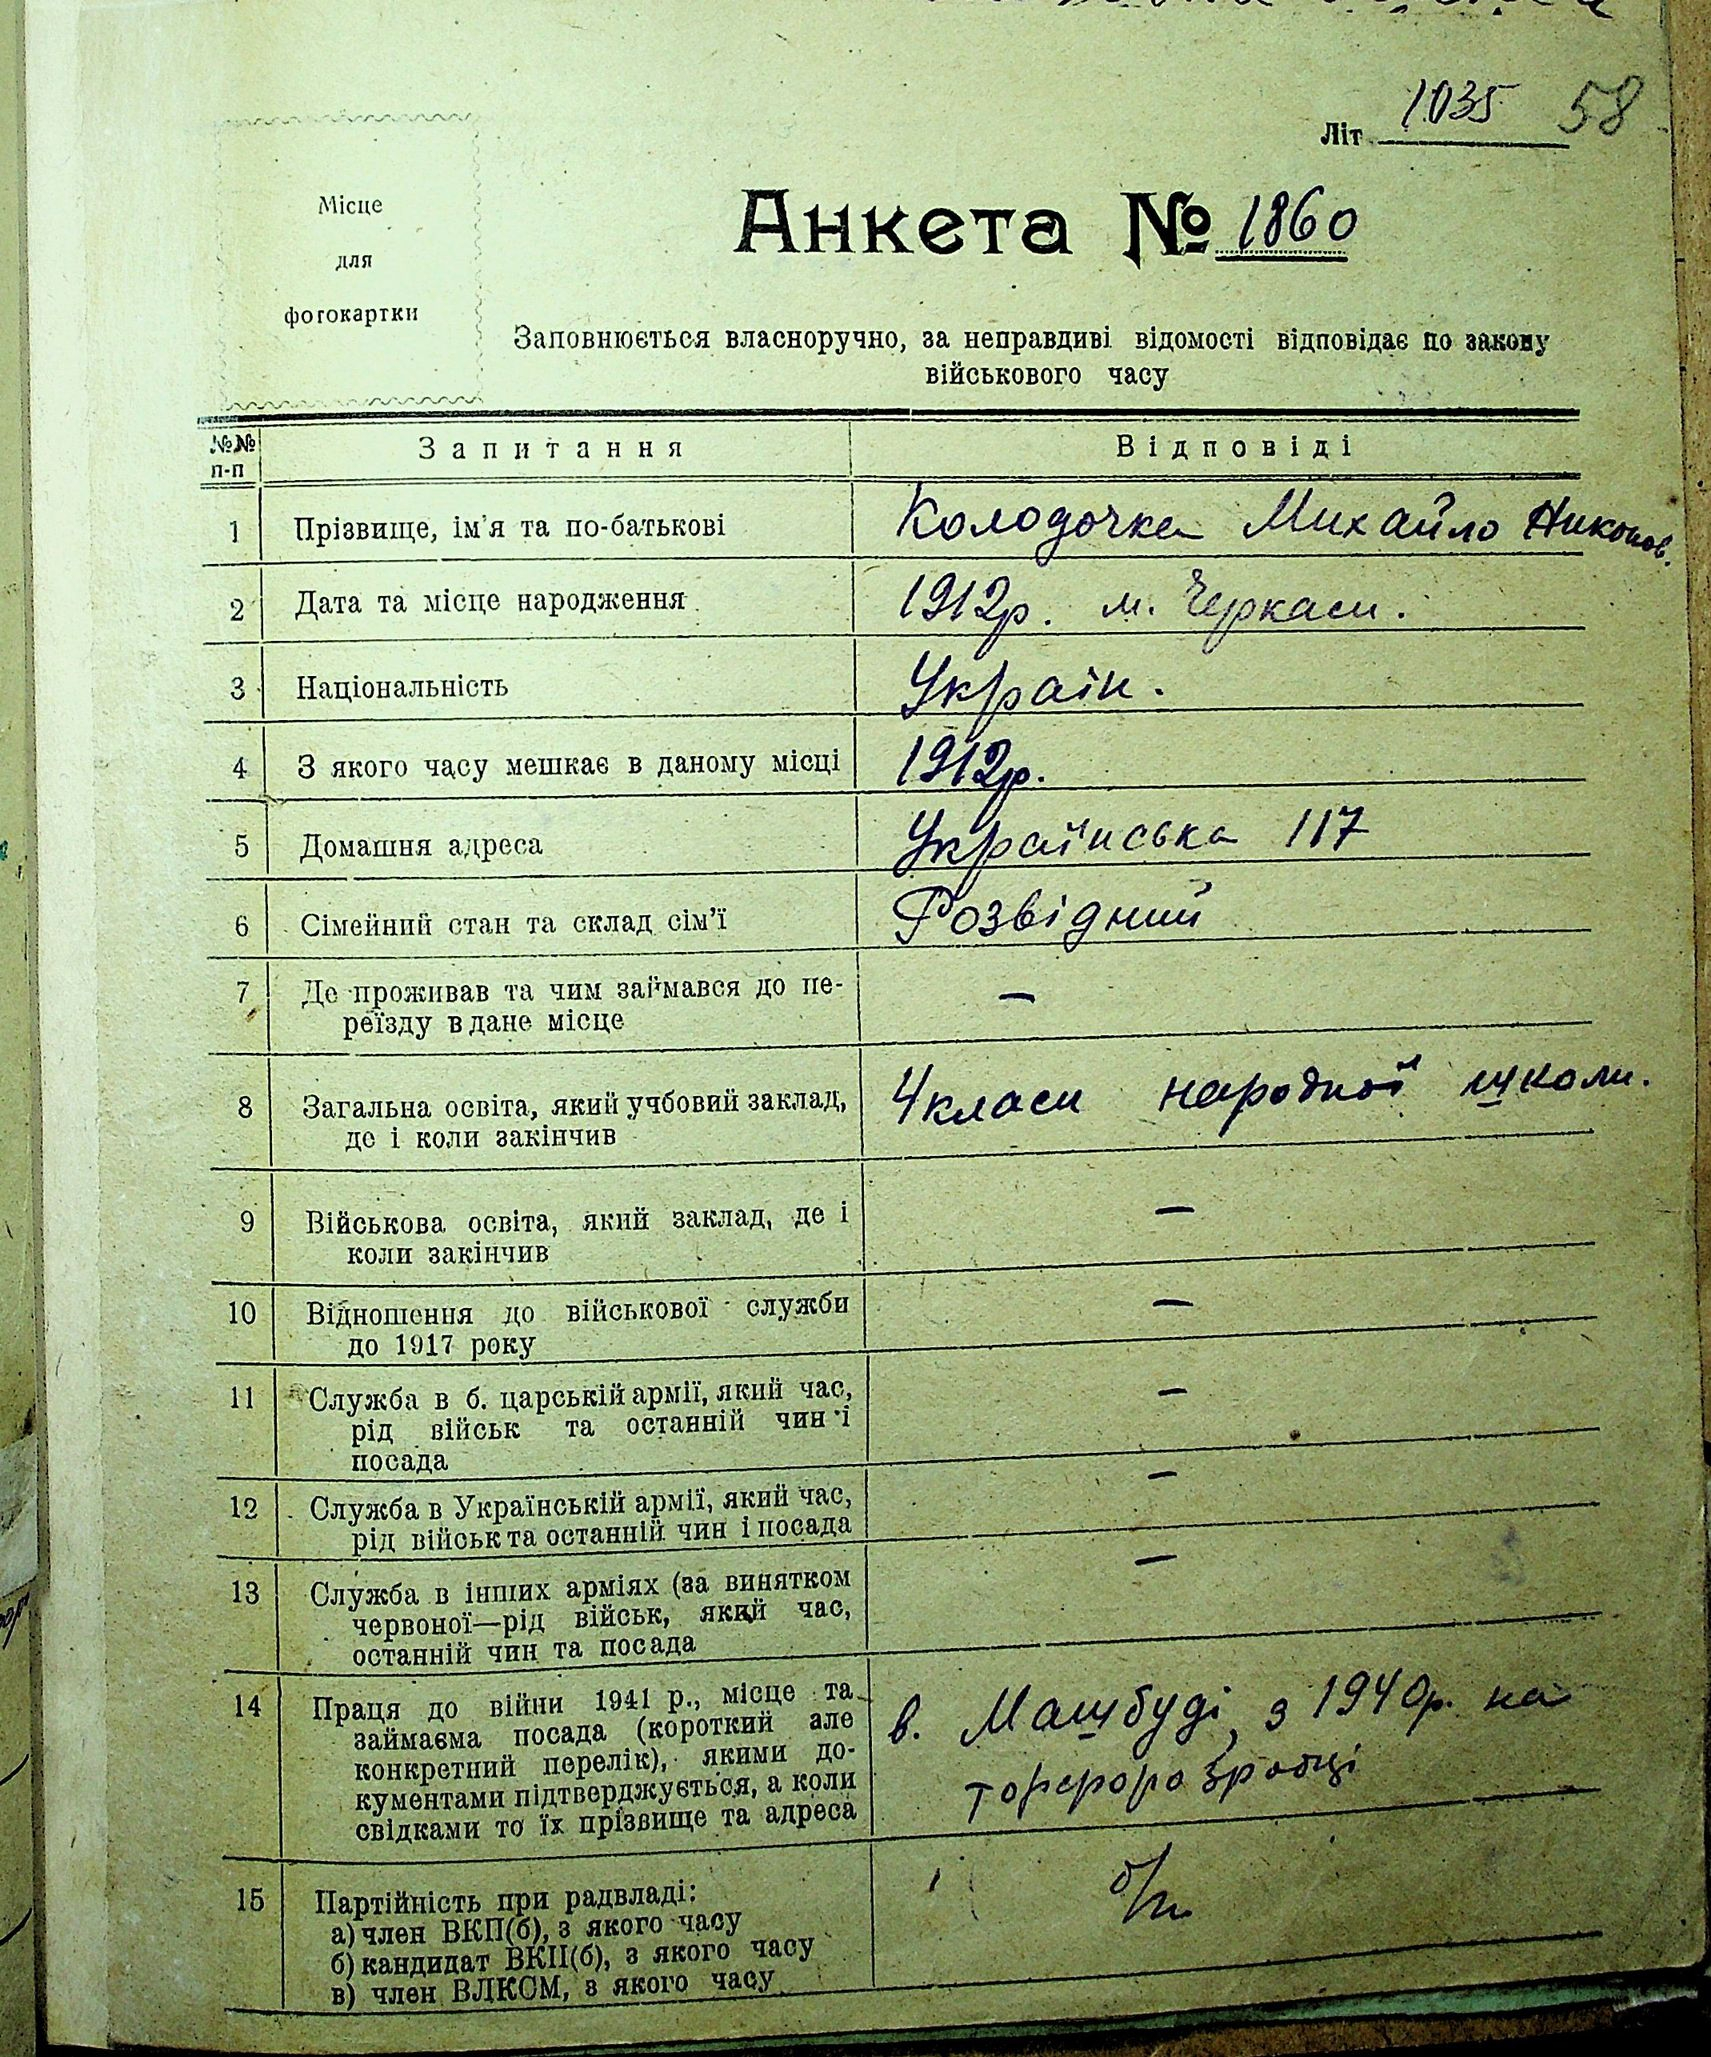 Літ 1035 58
Місце
для
фотокартки
Анкета № 1860
Заповнюється власноручно, за неправдиві відомості відповідає по закону
військового часу
№№ п-п Запитання Відповіді
1 Прізвище, ім'я та по-батькові Колодочка Михайло Никонов.
2 Дата та місце народження 1912р. м. Черкаси.
3 Національність Україн.
4 З якого часу мешкає в даному місці 1912р.
5 Домашня адреса Українська 117
6 Сімейний стан та склад сім'ї Розвідний
7 Де проживав та чим займався до пе-
реїзду в дане місце —
8 Загальна освіта, який учбовий заклад, 4 класи народної школи.
де і коли закінчив
9 Військова освіта, який заклад, де і —
коли закінчив
10 Відношення до військової служби —
до 1917 року
11 Служба в б. царській армії, який час, —
рід військ та останній чин і
посада
12 Служба в Українській армії, який час, —
рід військ та останній чин і посада
13 Служба в інших арміях (за винятком —
червоної—рід військ, який час,
останній чин та посада
14 Праця до війни 1941 р., місце та в. Машбуді, з 1940р. на
займаєма посада (короткий але торфорозробці
конкретний перелік), якими до-
кументами підтверджується, а коли
свідками то їх прізвище та адреса
15 Партійність при радвладі: б/п
а) член ВКП(б), з якого часу
б) кандидат ВКП(б), з якого часу
в) член ВЛКСМ, з якого часу